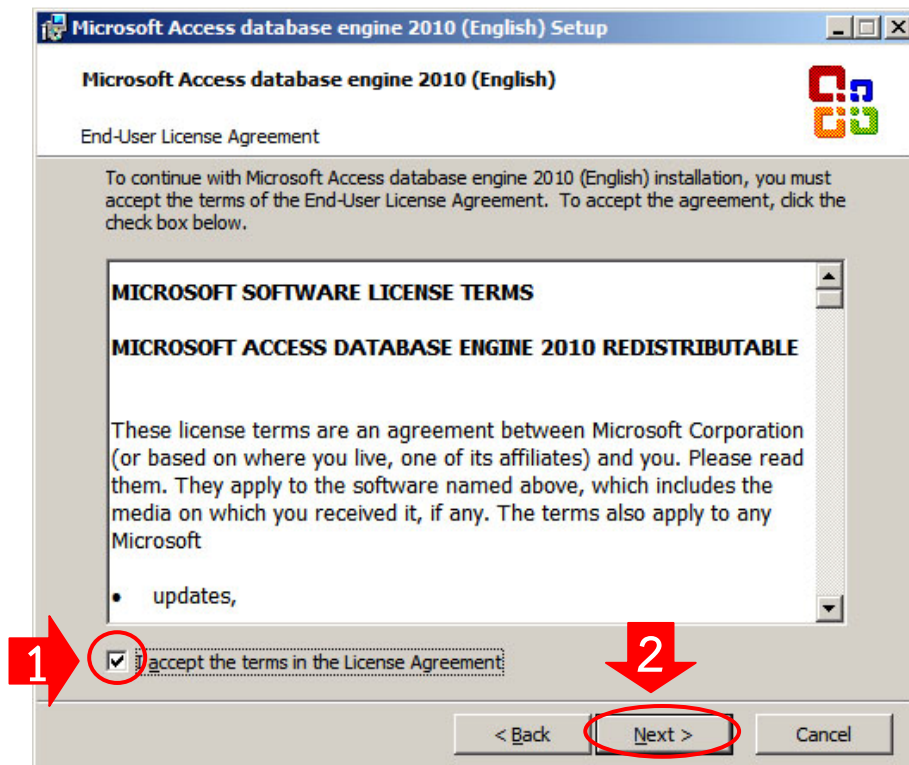 Microsoft Access database engine 2010 (English) Setup
Microsoft Access database engine 2010 (English)
End-User License Agreement
To continue with Microsoft Access database engine 2010 (English) installation, you must
accept the terms of the End-User License Agreement. To accept the agreement, click the
check box below.
MICROSOFT SOFTWARE LICENSE TERMS
MICROSOFT ACCESS DATABASE ENGINE 2010 REDISTRIBUTABLE
These license terms are an agreement between Microsoft Corporation
(or based on where you live, one of its affiliates) and you. Please read
them. They apply to the software named above, which includes the
media on which you received it, if any. The terms also apply to any
Microsoft
• updates,
1 I accept the terms in the License Agreement
2
< Back Next > Cancel